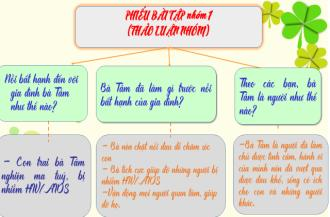 PHIẾU BÀI TẬP nhóm 1
(THẢO LUẬN NHÓM)
Nỗi bất hạnh đến với
gia đình bà Tâm
như thế nào?
Bà Tâm đã làm gì trước nỗi
bất hạnh của gia đình?
Theo các bạn, bà
Tâm là người như thế
nào?
- Con trai bà Tâm
nghiện ma tuý, bị
nhiễm HIV/AIDS
- Bà nén chặt nỗi đau để chăm sóc
con
- Bà tích cực giúp đỡ những người bị
nhiễm HIV/AIDS
- Vận động mọi người quan tâm, giúp
đỡ họ.
-Bà Tâm là người đã làm
chủ được tình cảm, hành vi
của mình nên đã vượt qua
được đau khổ, sống có ích
cho con và những người
khác.